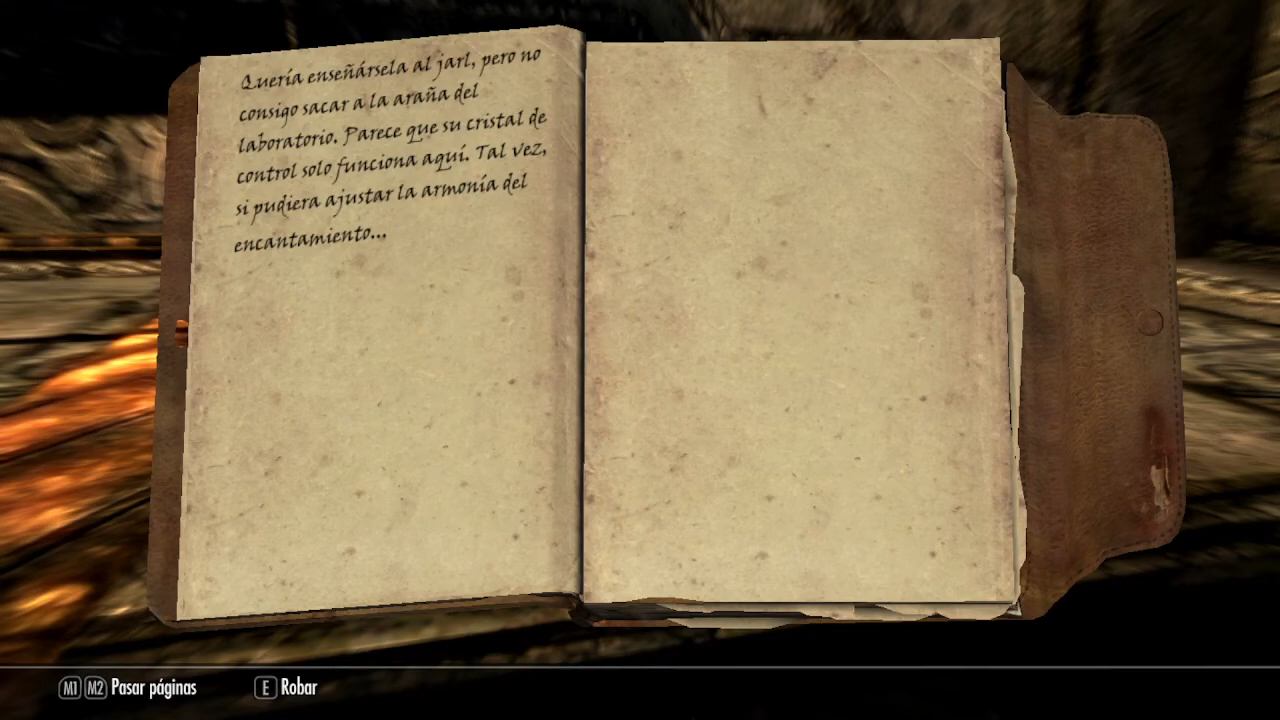 Quería enseñársela al jarl, pero no
consigo sacar a la araña del
laboratorio. Parece que su cristal de
control solo funciona aquí. Tal vez,
si pudiera ajustar la armonía del
encantamiento...
M1 M2 Pasar páginas E Robar